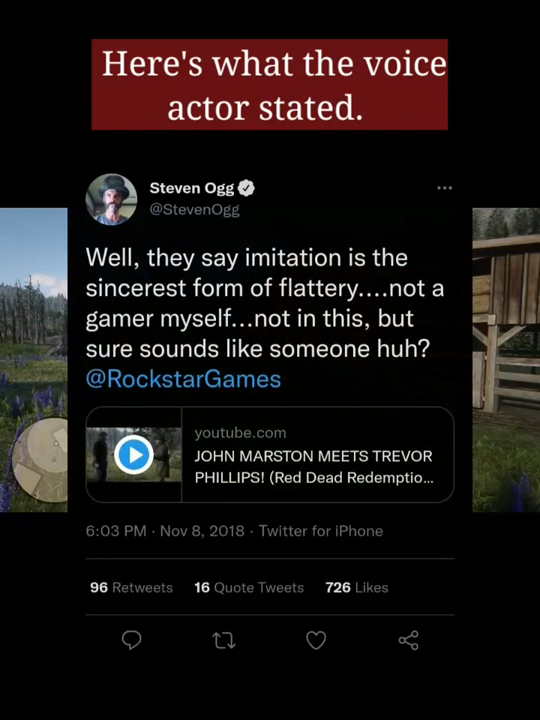 Here's what the voice
actor stated.
Steven Ogg
@StevenOgg
Well, they say imitation is the
sincerest form of flattery....not a
gamer myself...not in this, but
sure sounds like someone huh?
@RockstarGames
youtube.com
JOHN MARSTON MEETS TREVOR
PHILLIPS! (Red Dead Redemptio...
6:03 PM · Nov 8, 2018 · Twitter for iPhone
96 Retweets 16 Quote Tweets 726 Likes